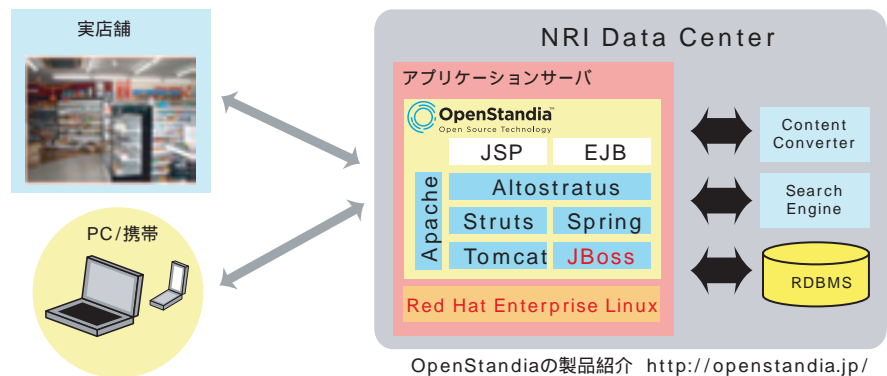 実店舗
PC/携帯
NRI Data Center
アプリケーションサーバ
OpenStandia™
Open Source Technology
JSP
EJB
Apache
Altostratus
Struts
Spring
Tomcat
JBoss
Red Hat Enterprise Linux
Content
Converter
Search
Engine
RDBMS
OpenStandiaの製品紹介 http://openstandia.jp/